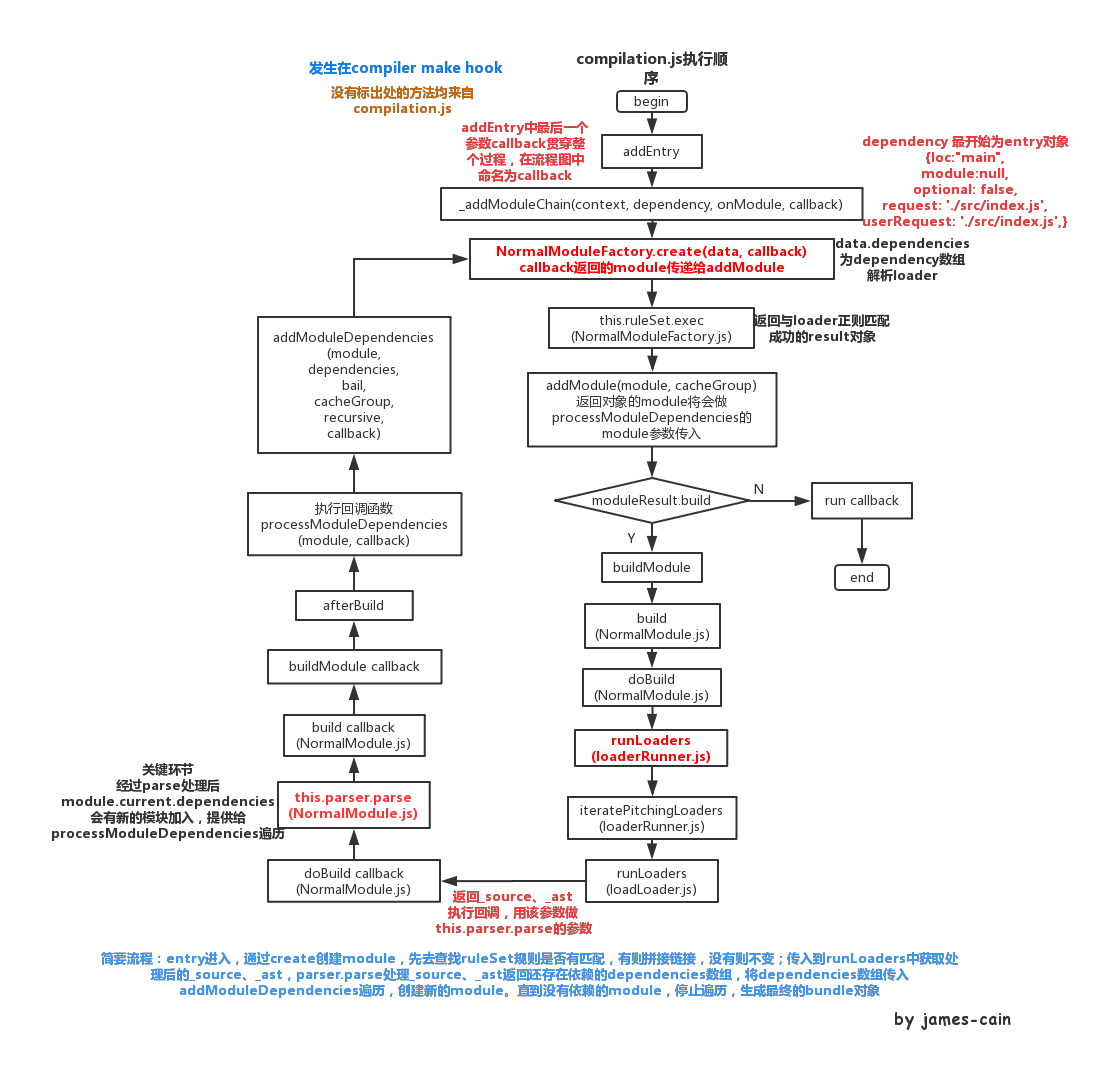 compilation.js执行顺
序
发生在compiler make hook
没有标出处的方法均来自
compilation.js
begin
addEntry中最后一个
参数callback贯穿整
个过程，在流程图中
命名为callback
addEntry
dependency 最开始为entry对象
{loc:"main",
module:null,
optional: false,
request: './src/index.js',
userRequest: './src/index.js',}
_addModuleChain(context, dependency, onModule, callback)
NormalModuleFactory.create(data, callback)
callback返回的module传递给addModule
data.dependencies
为dependency数组
解析loader
this.ruleSet.exec
(NormalModuleFactory.js)
返回与loader正则匹配
成功的result对象
addModule(module, cacheGroup)
返回对象的module将会做
processModuleDependencies的
module参数传入
moduleResult.build
N
run callback
end
Y
buildModule
build
(NormalModule.js)
doBuild
(NormalModule.js)
runLoaders
(loaderRunner.js)
iteratePitchingLoaders
(loaderRunner.js)
runLoaders
(loadLoader.js)
返回_source、_ast
执行回调，用该参数做
this.parser.parse的参数
doBuild callback
(NormalModule.js)
this.parser.parse
(NormalModule.js)
关键环节
经过parse处理后
module.current.dependencies
会有新的模块加入，提供给
processModuleDependencies遍历
build callback
(NormalModule.js)
buildModule callback
afterBuild
执行回调函数
processModuleDependencies
(module, callback)
addModuleDependencies
(module,
dependencies,
bail,
cacheGroup,
recursive,
callback)
简要流程：entry进入，通过create创建module，先去查找ruleSet规则是否有匹配，有则拼接链接，没有则不变；传入到runLoaders中获取处
理后的_source、_ast，parser.parse处理_source、_ast返回还存在依赖的dependencies数组，将dependencies数组传入
addModuleDependencies遍历，创建新的module。直到没有依赖的module，停止遍历，生成最终的bundle对象
by james-cain